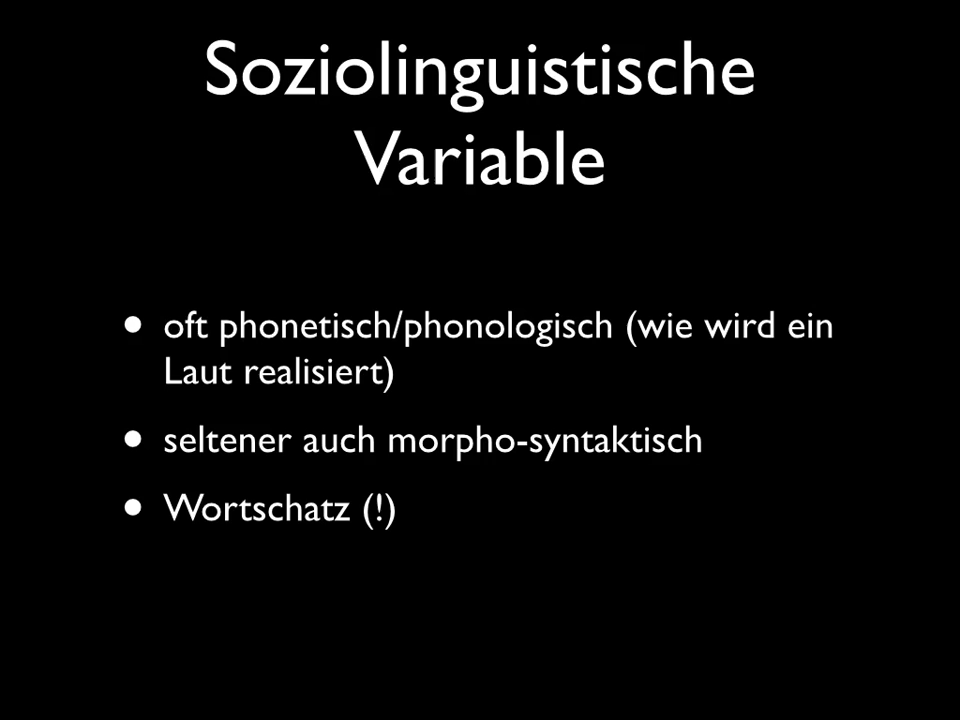 Soziolinguistische
Variable
• oft phonetisch/phonologisch (wie wird ein
Laut realisiert)
• seltener auch morpho-syntaktisch
• Wortschatz (!)